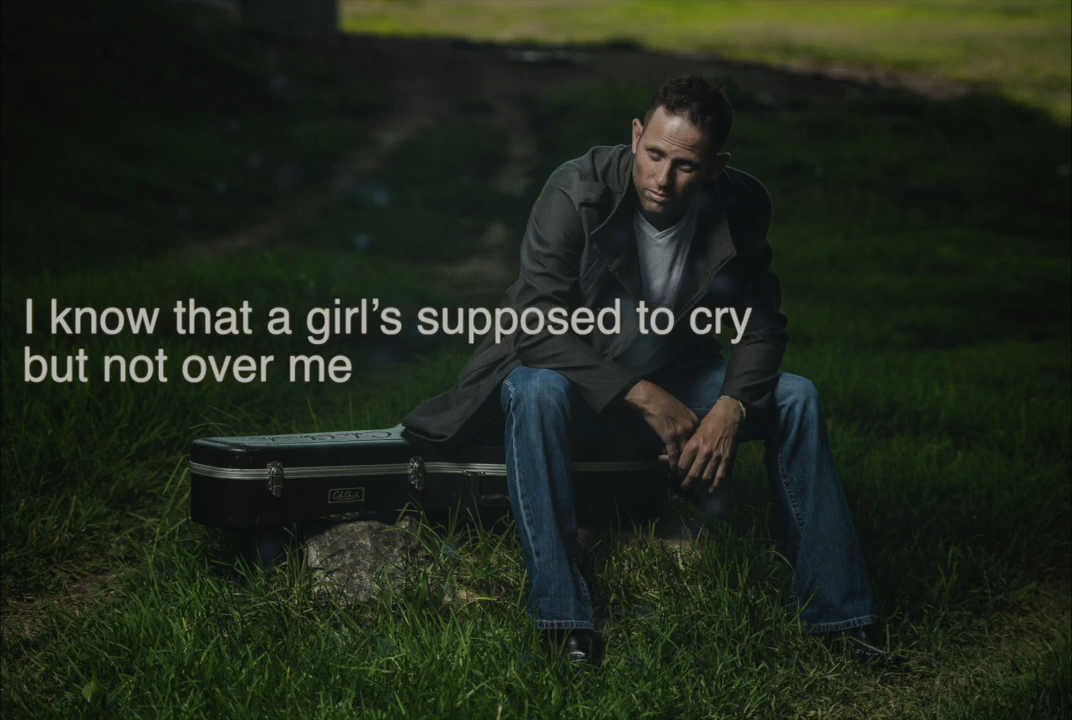 I know that a girl’s supposed to cry
but not over me